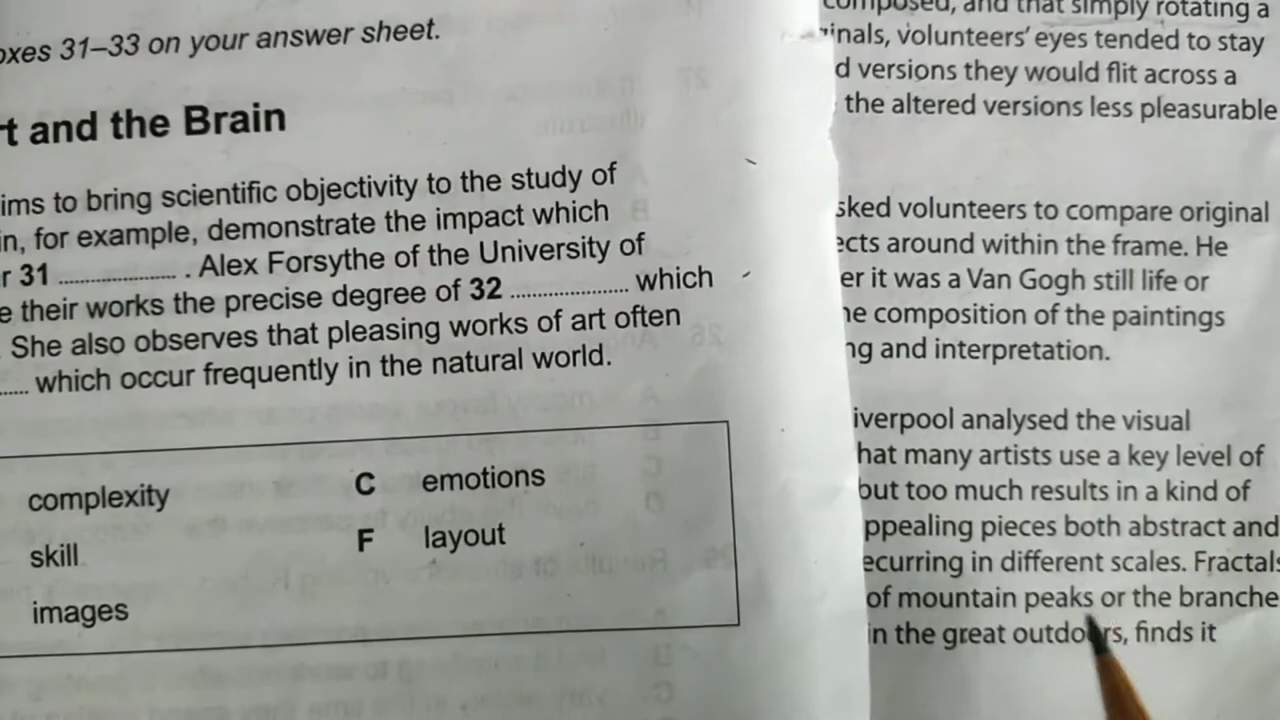 oxes 31–33 on your answer sheet.
t and the Brain
ims to bring scientific objectivity to the study of
in, for example, demonstrate the impact which
r 31 .................... . Alex Forsythe of the University of
e their works the precise degree of 32 .................... which
. She also observes that pleasing works of art often
..... which occur frequently in the natural world.
complexity C emotions
skill F layout
images
composed, and that simply rotating a
inals, volunteers' eyes tended to stay
d versions they would flit across a
the altered versions less pleasurable
sked volunteers to compare original
ects around within the frame. He
er it was a Van Gogh still life or
he composition of the paintings
ng and interpretation.
iverpool analysed the visual
hat many artists use a key level of
but too much results in a kind of
ppealing pieces both abstract and
ecurring in different scales. Fractals
of mountain peaks or the branche
in the great outdoors, finds it